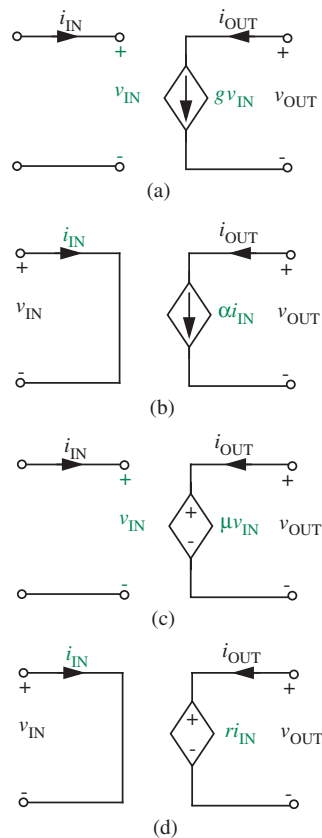 i_IN i_OUT
+ +
v_IN gv_IN v_OUT
- -
(a)
i_IN i_OUT
+ +
v_IN αi_IN v_OUT
- -
(b)
i_IN i_OUT
+ + +
v_IN μv_IN v_OUT
- - -
(c)
i_IN i_OUT
+ + +
v_IN ri_IN v_OUT
- - -
(d)